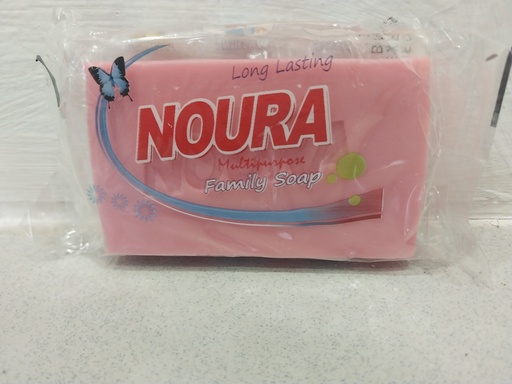 Long Lasting
NOURA
Multipurpose
Family Soap